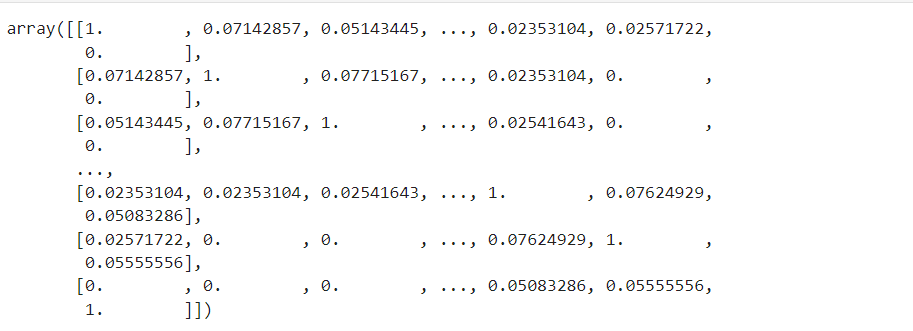 array([[1.        , 0.07142857, 0.05143445, ..., 0.02353104, 0.02571722,
        0.        ],
       [0.07142857, 1.        , 0.07715167, ..., 0.02353104, 0.        ,
        0.        ],
       [0.05143445, 0.07715167, 1.        , ..., 0.02541643, 0.        ,
        0.        ],
       ...,
       [0.02353104, 0.02353104, 0.02541643, ..., 1.        , 0.07624929,
        0.05083286],
       [0.02571722, 0.        , 0.        , ..., 0.07624929, 1.        ,
        0.05555556],
       [0.        , 0.        , 0.        , ..., 0.05083286, 0.05555556,
        1.        ]])